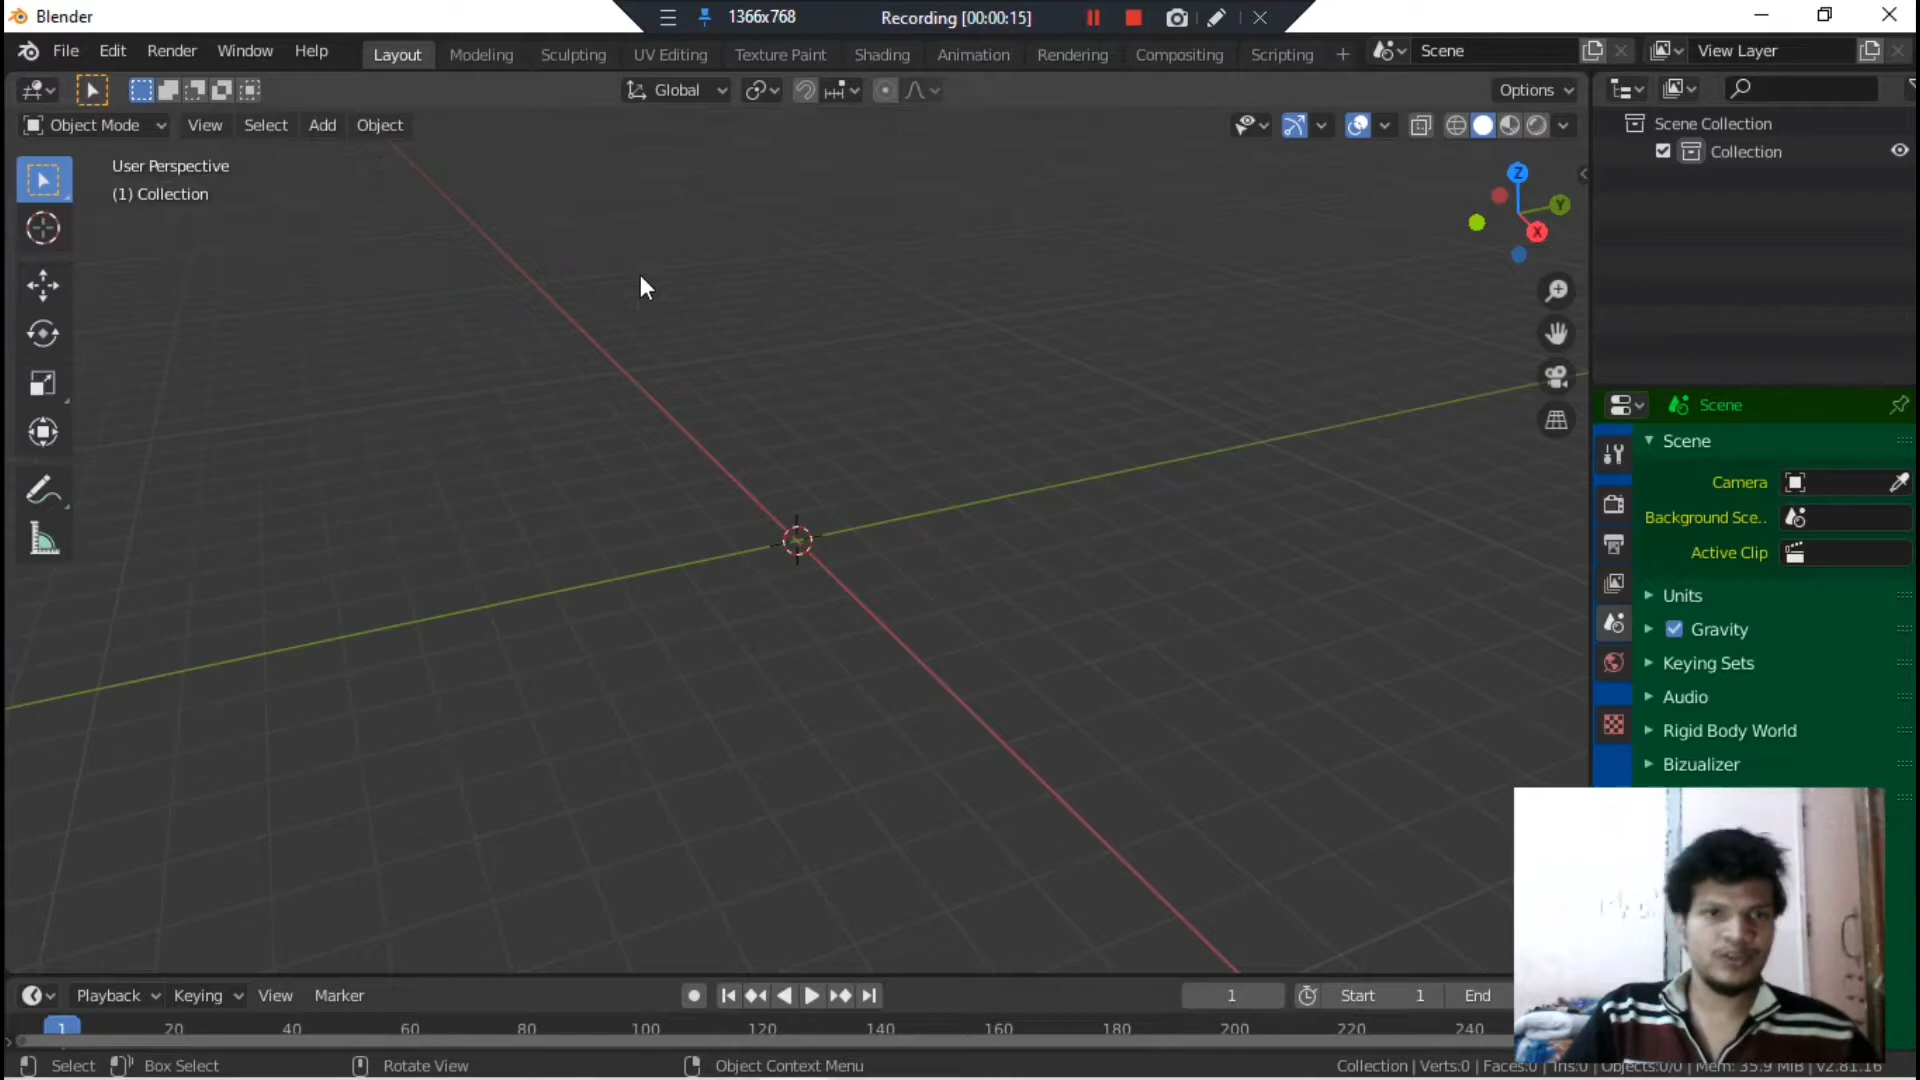 Blender
1366x768
Recording [00:00:15]
File Edit Render Window Help
Layout Modeling Sculpting UV Editing Texture Paint Shading Animation Rendering Compositing Scripting +
Scene
View Layer
Global
Options
Object Mode View Select Add Object
Scene Collection
Collection
User Perspective
(1) Collection
Z
Y
X
Scene
Scene
Camera
Background Sce..
Active Clip
Units
Gravity
Keying Sets
Audio
Rigid Body World
Bizualizer
Playback Keying View Marker
1
Start 1
End
1 20 40 60 80 100 120 140 160 180 200 220 240
Select Box Select Rotate View Object Context Menu
Collection | Verts:0 | Faces:0 | Tris:0 | Objects:0/0 | Mem: 35.9 MiB | v2.81.16